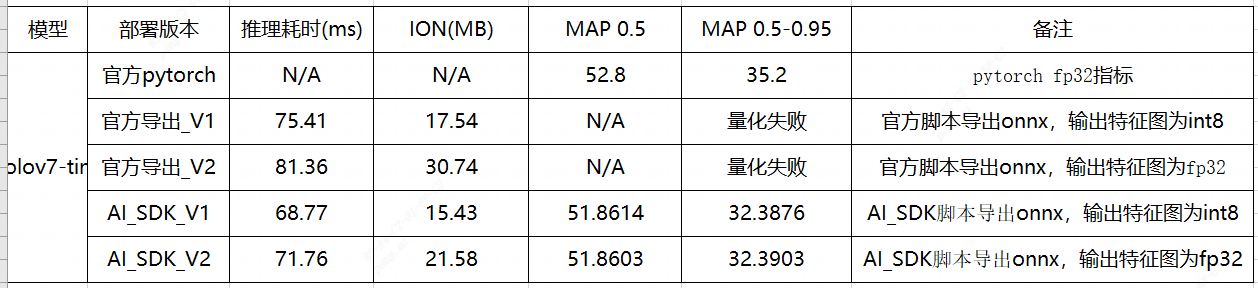 模型 部署版本 推理耗时(ms) ION(MB) MAP 0.5 MAP 0.5-0.95 备注
官方pytorch N/A N/A 52.8 35.2 pytorch fp32指标
官方导出_V1 75.41 17.54 N/A 量化失败 官方脚本导出onnx，输出特征图为int8
olov7-tin 官方导出_V2 81.36 30.74 N/A 量化失败 官方脚本导出onnx，输出特征图为fp32
AI_SDK_V1 68.77 15.43 51.8614 32.3876 AI_SDK脚本导出onnx，输出特征图为int8
AI_SDK_V2 71.76 21.58 51.8603 32.3903 AI_SDK脚本导出onnx，输出特征图为fp32